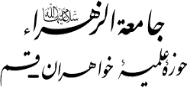 جامعة الزهراء سلام الله علیها
حوزهٔ علمیهٔ خواهران ـ قم